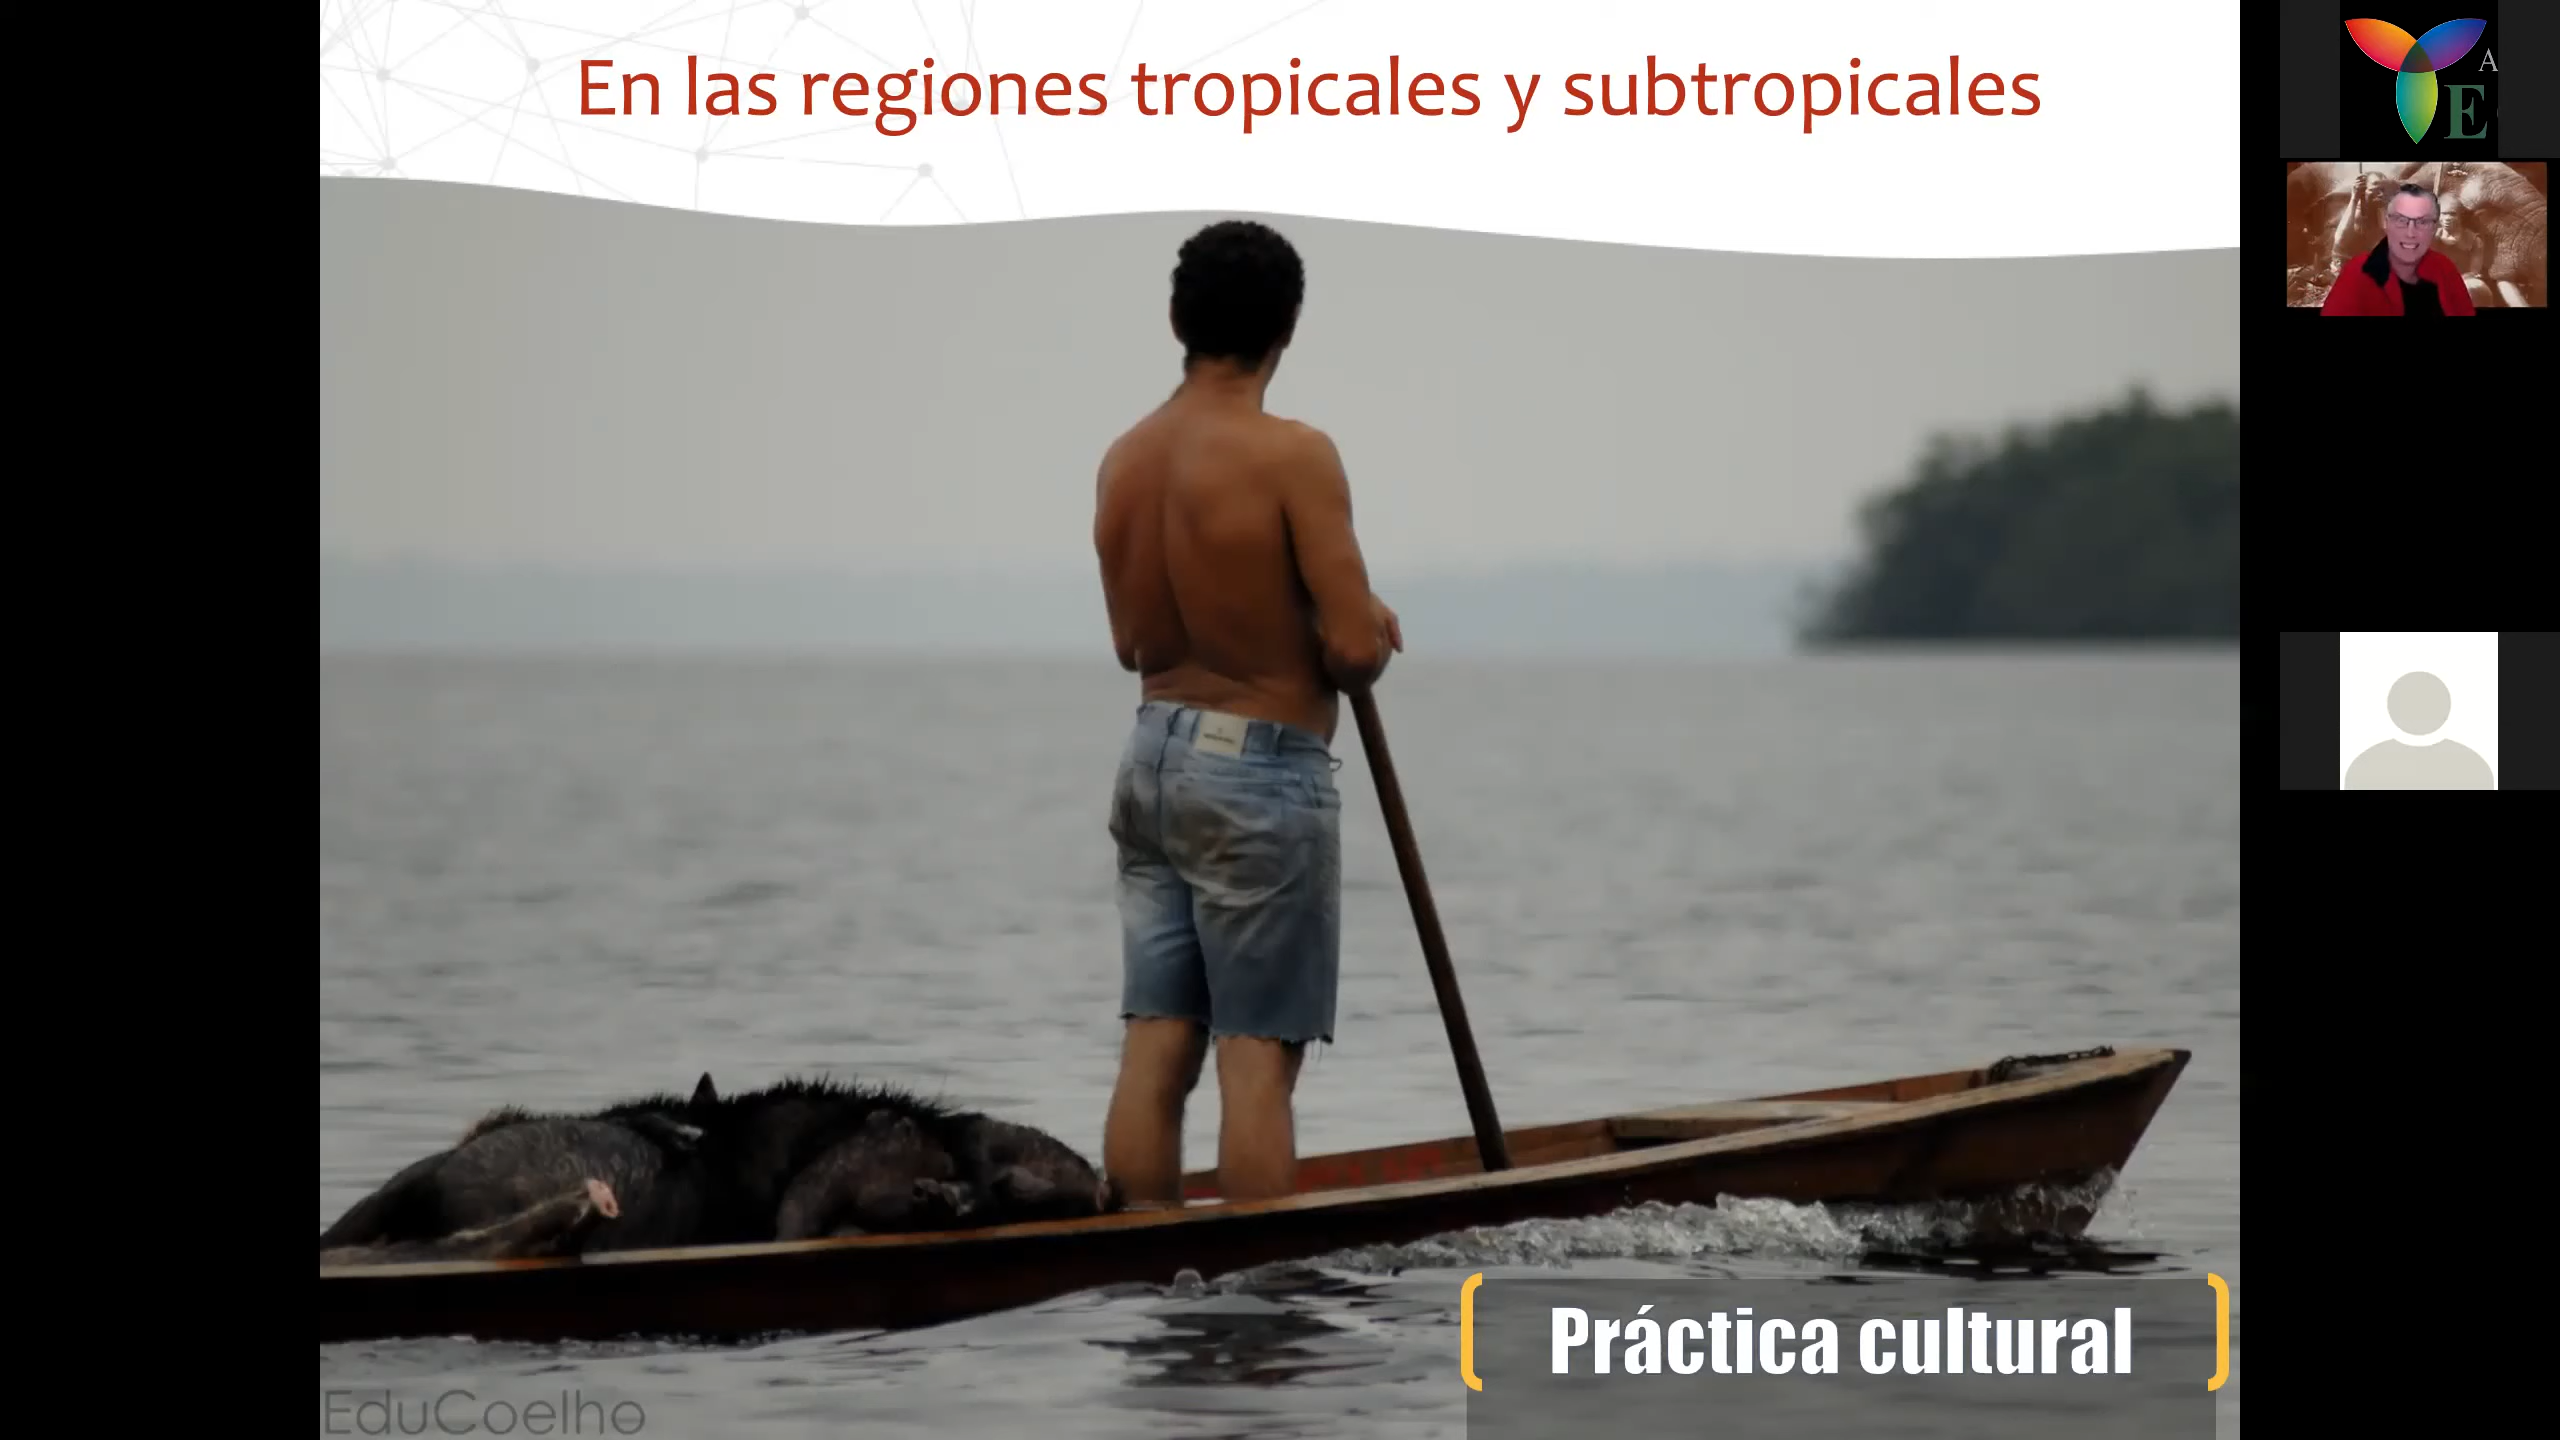 En las regiones tropicales y subtropicales
A
E
Práctica cultural
EduCoelho